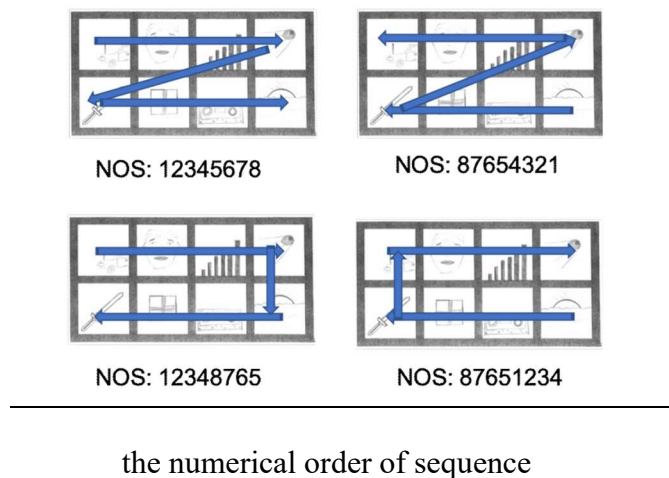 NOS: 12345678
NOS: 87654321
NOS: 12348765
NOS: 87651234
the numerical order of sequence